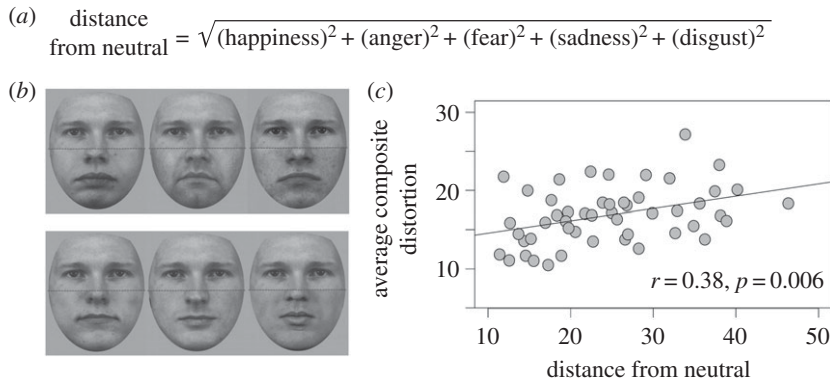 (a) distance from neutral = √(happiness)² + (anger)² + (fear)² + (sadness)² + (disgust)²
(b)
(c)
average composite distortion
30
20
10
r = 0.38, p = 0.006
10 20 30 40 50
distance from neutral